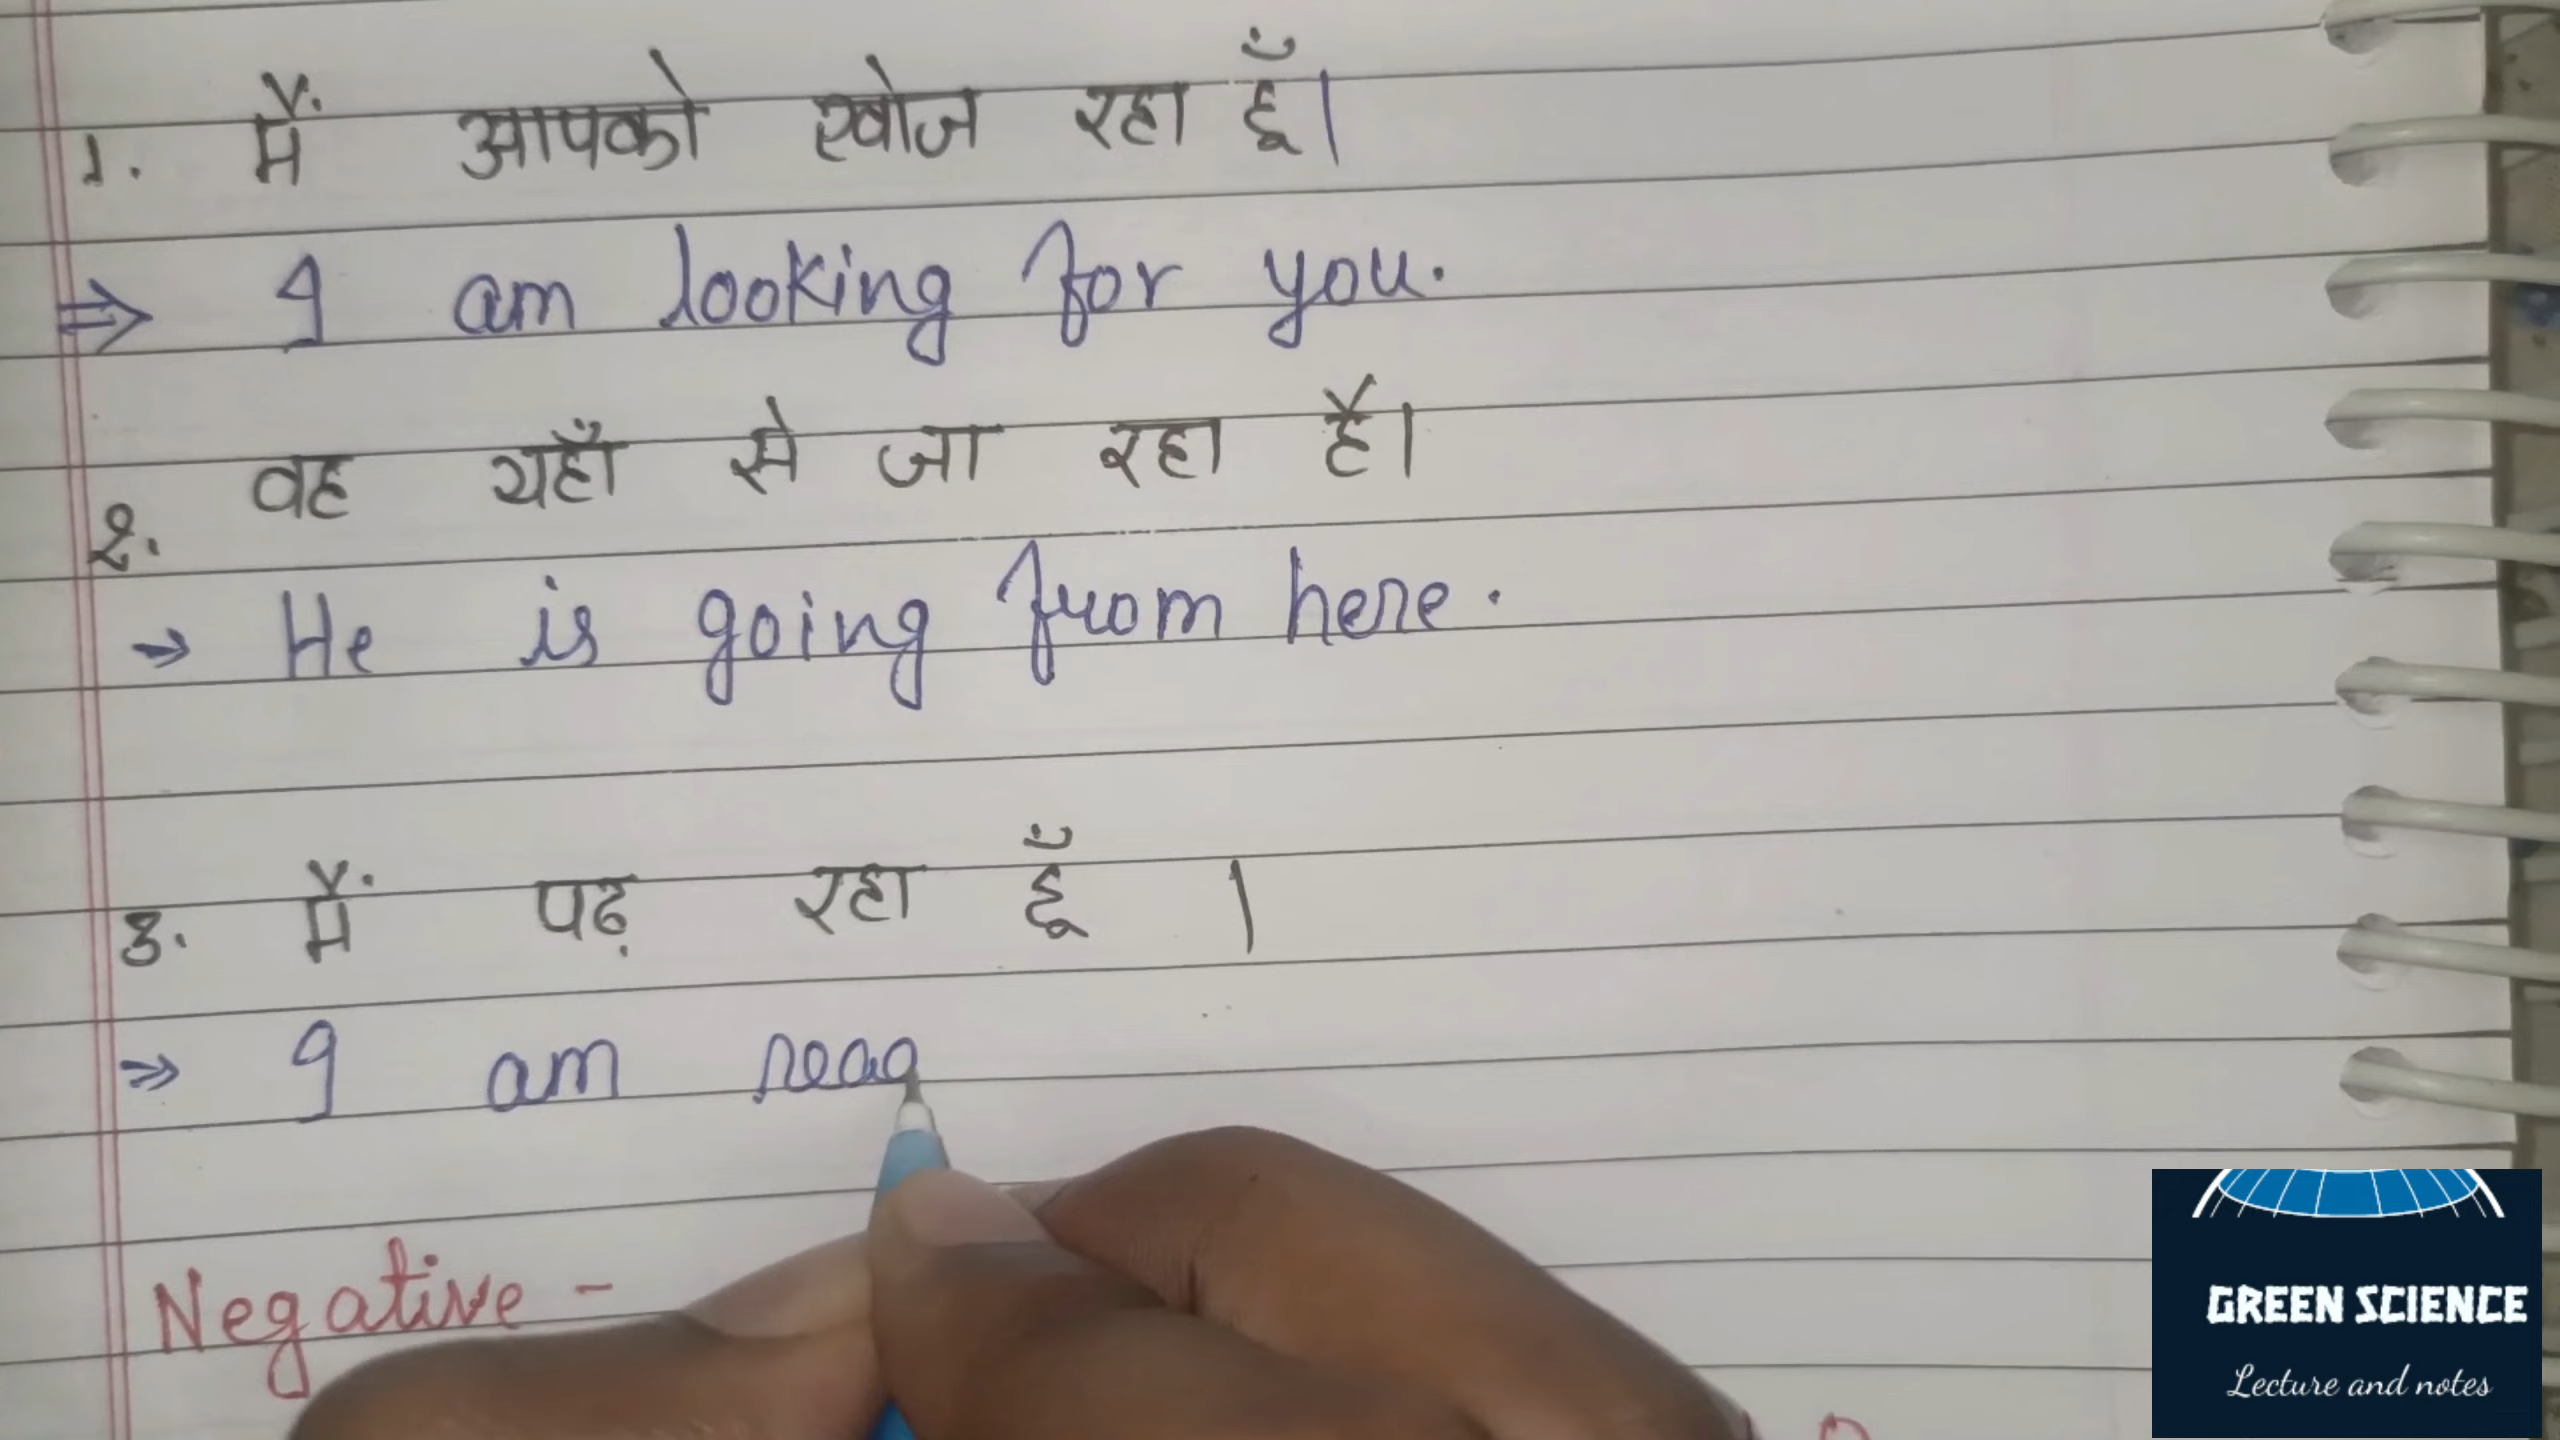 1. मैं आपको खोज रहा हूँ।
⇒ I am looking for you.
2. वह यहाँ से जा रहा है।
→ He is going from here.
3. मैं पढ़ रहा हूँ ।
→ I am read
Negative -
GREEN SCIENCE
Lecture and notes